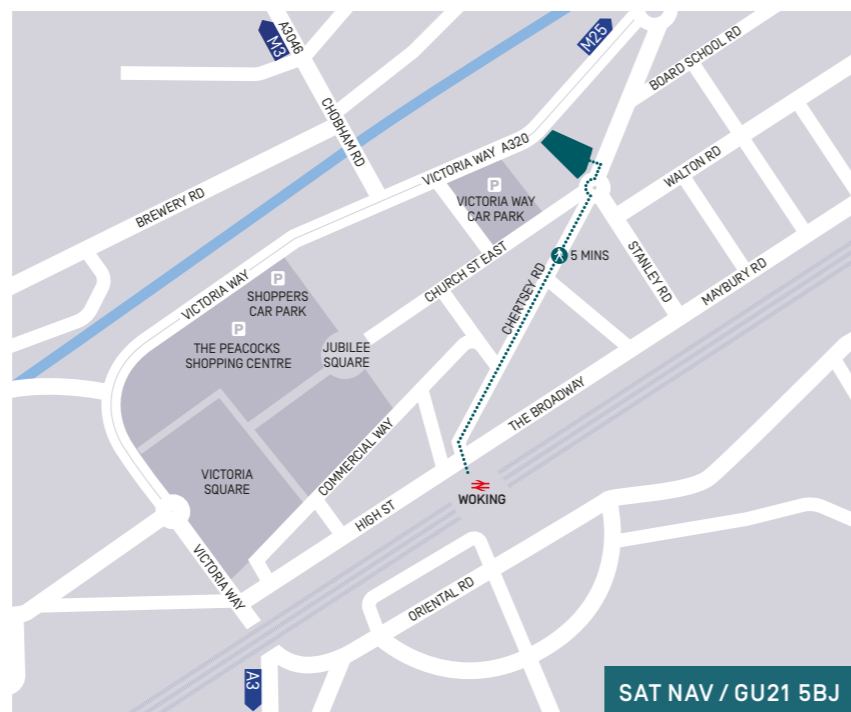 M3
A3046
M25
BOARD SCHOOL RD
CHOBHAM RD
VICTORIA WAY A320
WALTON RD
BREWERY RD
P
VICTORIA WAY
CAR PARK
STANLEY RD
5 MINS
MAYBURY RD
CHURCH ST EAST
CHERTSEY RD
VICTORIA WAY
P
SHOPPERS
CAR PARK
P
THE PEACOCKS
SHOPPING CENTRE
JUBILEE
SQUARE
THE BROADWAY
COMMERCIAL WAY
VICTORIA
SQUARE
HIGH ST
WOKING
VICTORIA WAY
ORIENTAL RD
A3
SAT NAV / GU21 5BJ